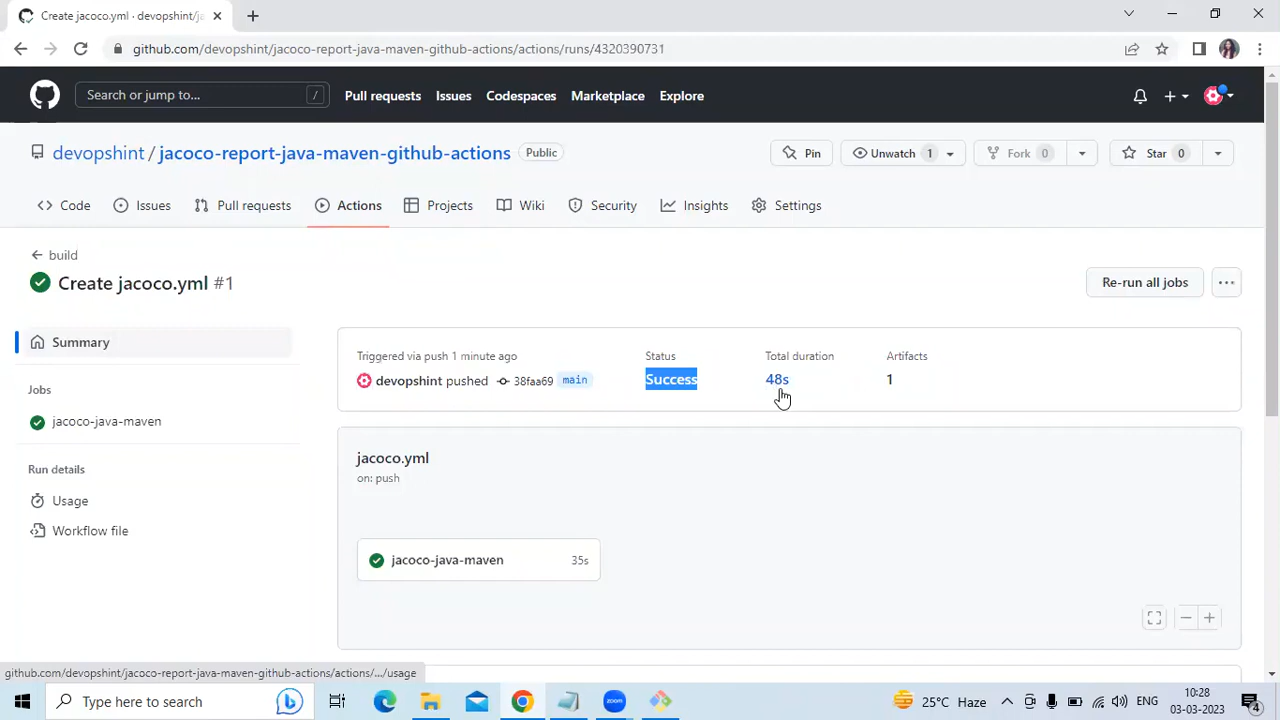 Create jacoco.yml · devopshint/ja
github.com/devopshint/jacoco-report-java-maven-github-actions/actions/runs/4320390731
Search or jump to...
/
Pull requests
Issues
Codespaces
Marketplace
Explore
devopshint / jacoco-report-java-maven-github-actions
Public
Pin
Unwatch 1
Fork 0
Star 0
Code
Issues
Pull requests
Actions
Projects
Wiki
Security
Insights
Settings
build
Create jacoco.yml #1
Re-run all jobs
Summary
Jobs
jacoco-java-maven
Run details
Usage
Workflow file
Triggered via push 1 minute ago
devopshint pushed 38faa69 main
Status
Success
Total duration
48s
Artifacts
1
jacoco.yml
on: push
jacoco-java-maven 35s
github.com/devopshint/jacoco-report-java-maven-github-actions/actions/.../usage
Type here to search
25°C Haze
ENG
10:28
03-03-2023
4